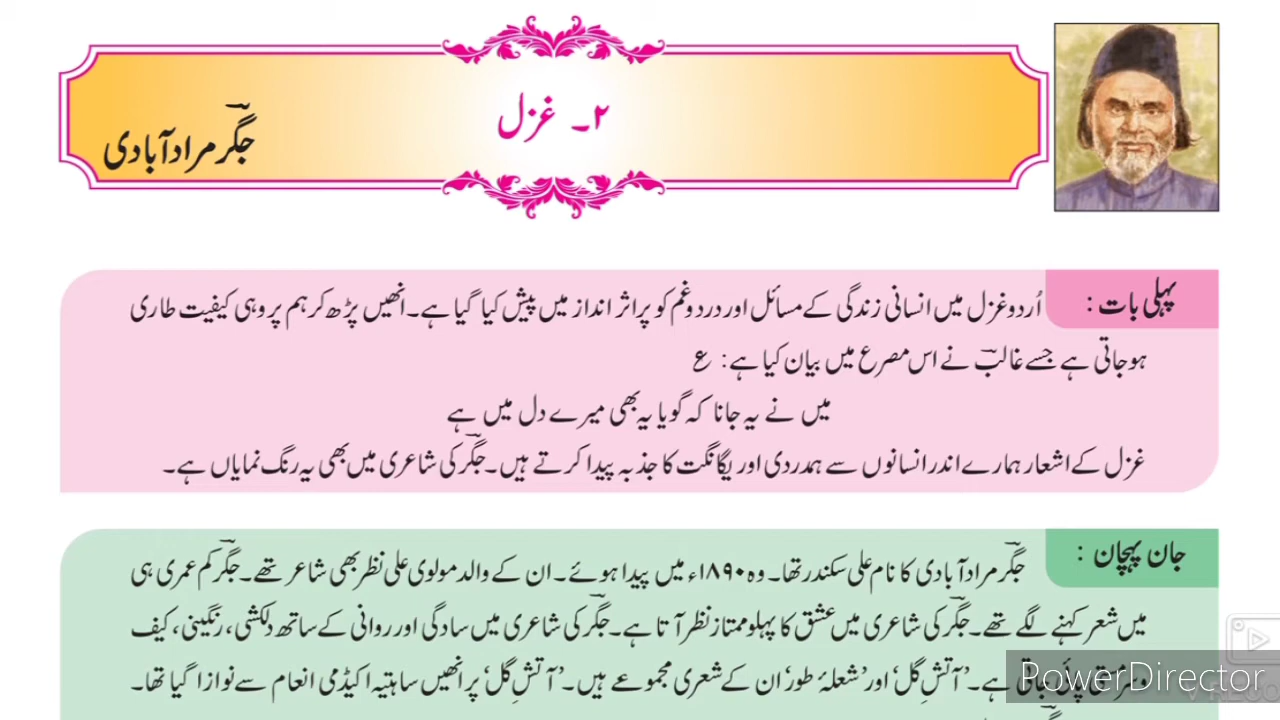 ۲۔ غزل
جگرؔ مرادآبادی
پہلی بات :
اُردو غزل میں انسانی زندگی کے مسائل اور درد و غم کو پر اثر انداز میں پیش کیا گیا ہے۔ انھیں پڑھ کر ہم پر وہی کیفیت طاری
ہو جاتی ہے جسے غالبؔ نے اس مصرع میں بیان کیا ہے : ع
میں نے یہ جانا کہ گویا یہ بھی میرے دل میں ہے
غزل کے اشعار ہمارے اندر انسانوں سے ہمدردی اور یگانگت کا جذبہ پیدا کرتے ہیں۔ جگرؔ کی شاعری میں بھی یہ رنگ نمایاں ہے۔
جان پہچان :
جگرؔ مرادآبادی کا نام علی سکندر تھا۔ وہ ۱۸۹۰ء میں پیدا ہوئے۔ ان کے والد مولوی علی نظر بھی شاعر تھے۔ جگرؔ کم عمری ہی
میں شعر کہنے لگے تھے۔ جگرؔ کی شاعری میں عشق کا پہلو ممتاز نظر آتا ہے۔ جگرؔ کی شاعری میں سادگی اور روانی کے ساتھ دلکشی، رنگینی، کیف
ہے۔ ’آتشِ گل‘ اور ’شعلۂ طور‘ ان کے شعری مجموعے ہیں۔ ’آتشِ گل‘ پر انھیں ساہتیہ اکیڈمی انعام سے نوازا گیا تھا۔
PowerDirector